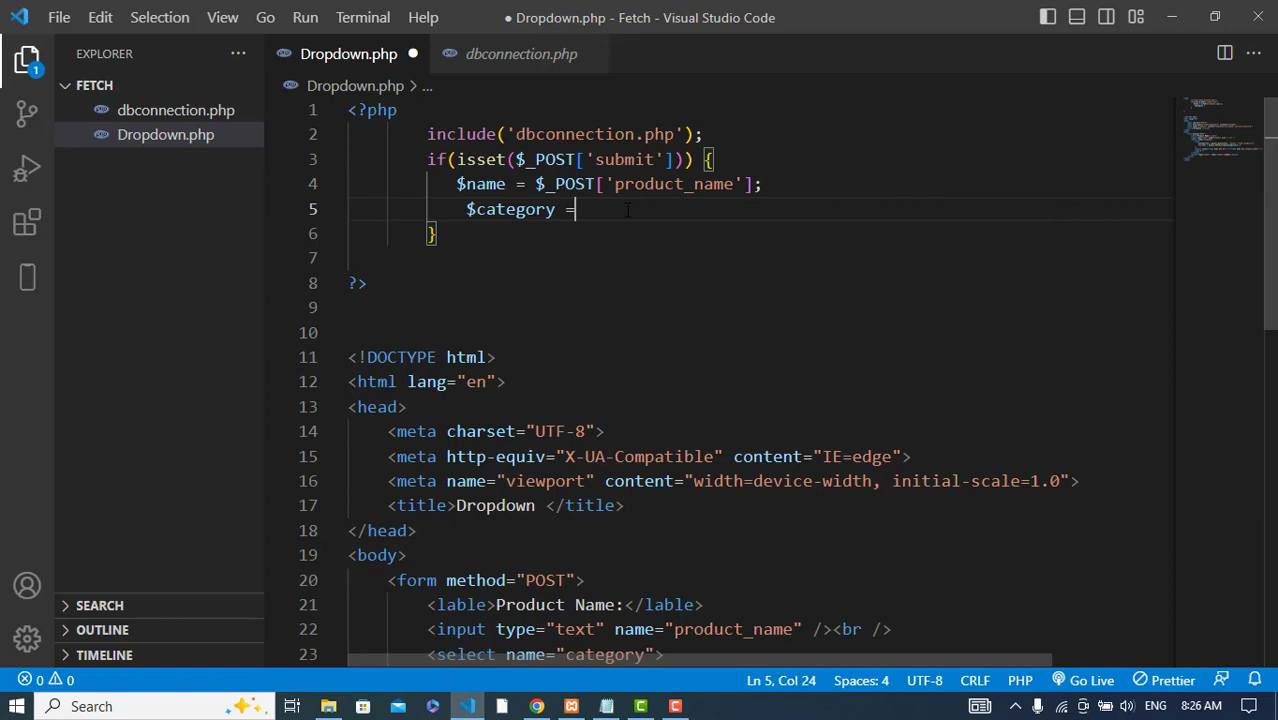 File Edit Selection View Go Run Terminal Help ● Dropdown.php - Fetch - Visual Studio Code
EXPLORER ··· Dropdown.php ● dbconnection.php ···
1
FETCH
dbconnection.php
Dropdown.php
Dropdown.php > ...
1 <?php
2 include('dbconnection.php');
3 if(isset($_POST['submit'])) {
4 $name = $_POST['product_name'];
5 $category =
6 }
7
8 ?>
9
10
11 <!DOCTYPE html>
12 <html lang="en">
13 <head>
14 <meta charset="UTF-8">
15 <meta http-equiv="X-UA-Compatible" content="IE=edge">
16 <meta name="viewport" content="width=device-width, initial-scale=1.0">
17 <title>Dropdown </title>
18 </head>
19 <body>
20 <form method="POST">
21 <lable>Product Name:</lable>
22 <input type="text" name="product_name" /><br />
23 <select name="category">
SEARCH
OUTLINE
TIMELINE
0 0 Ln 5, Col 24 Spaces: 4 UTF-8 CRLF PHP Go Live Prettier
Search ENG 8:26 AM